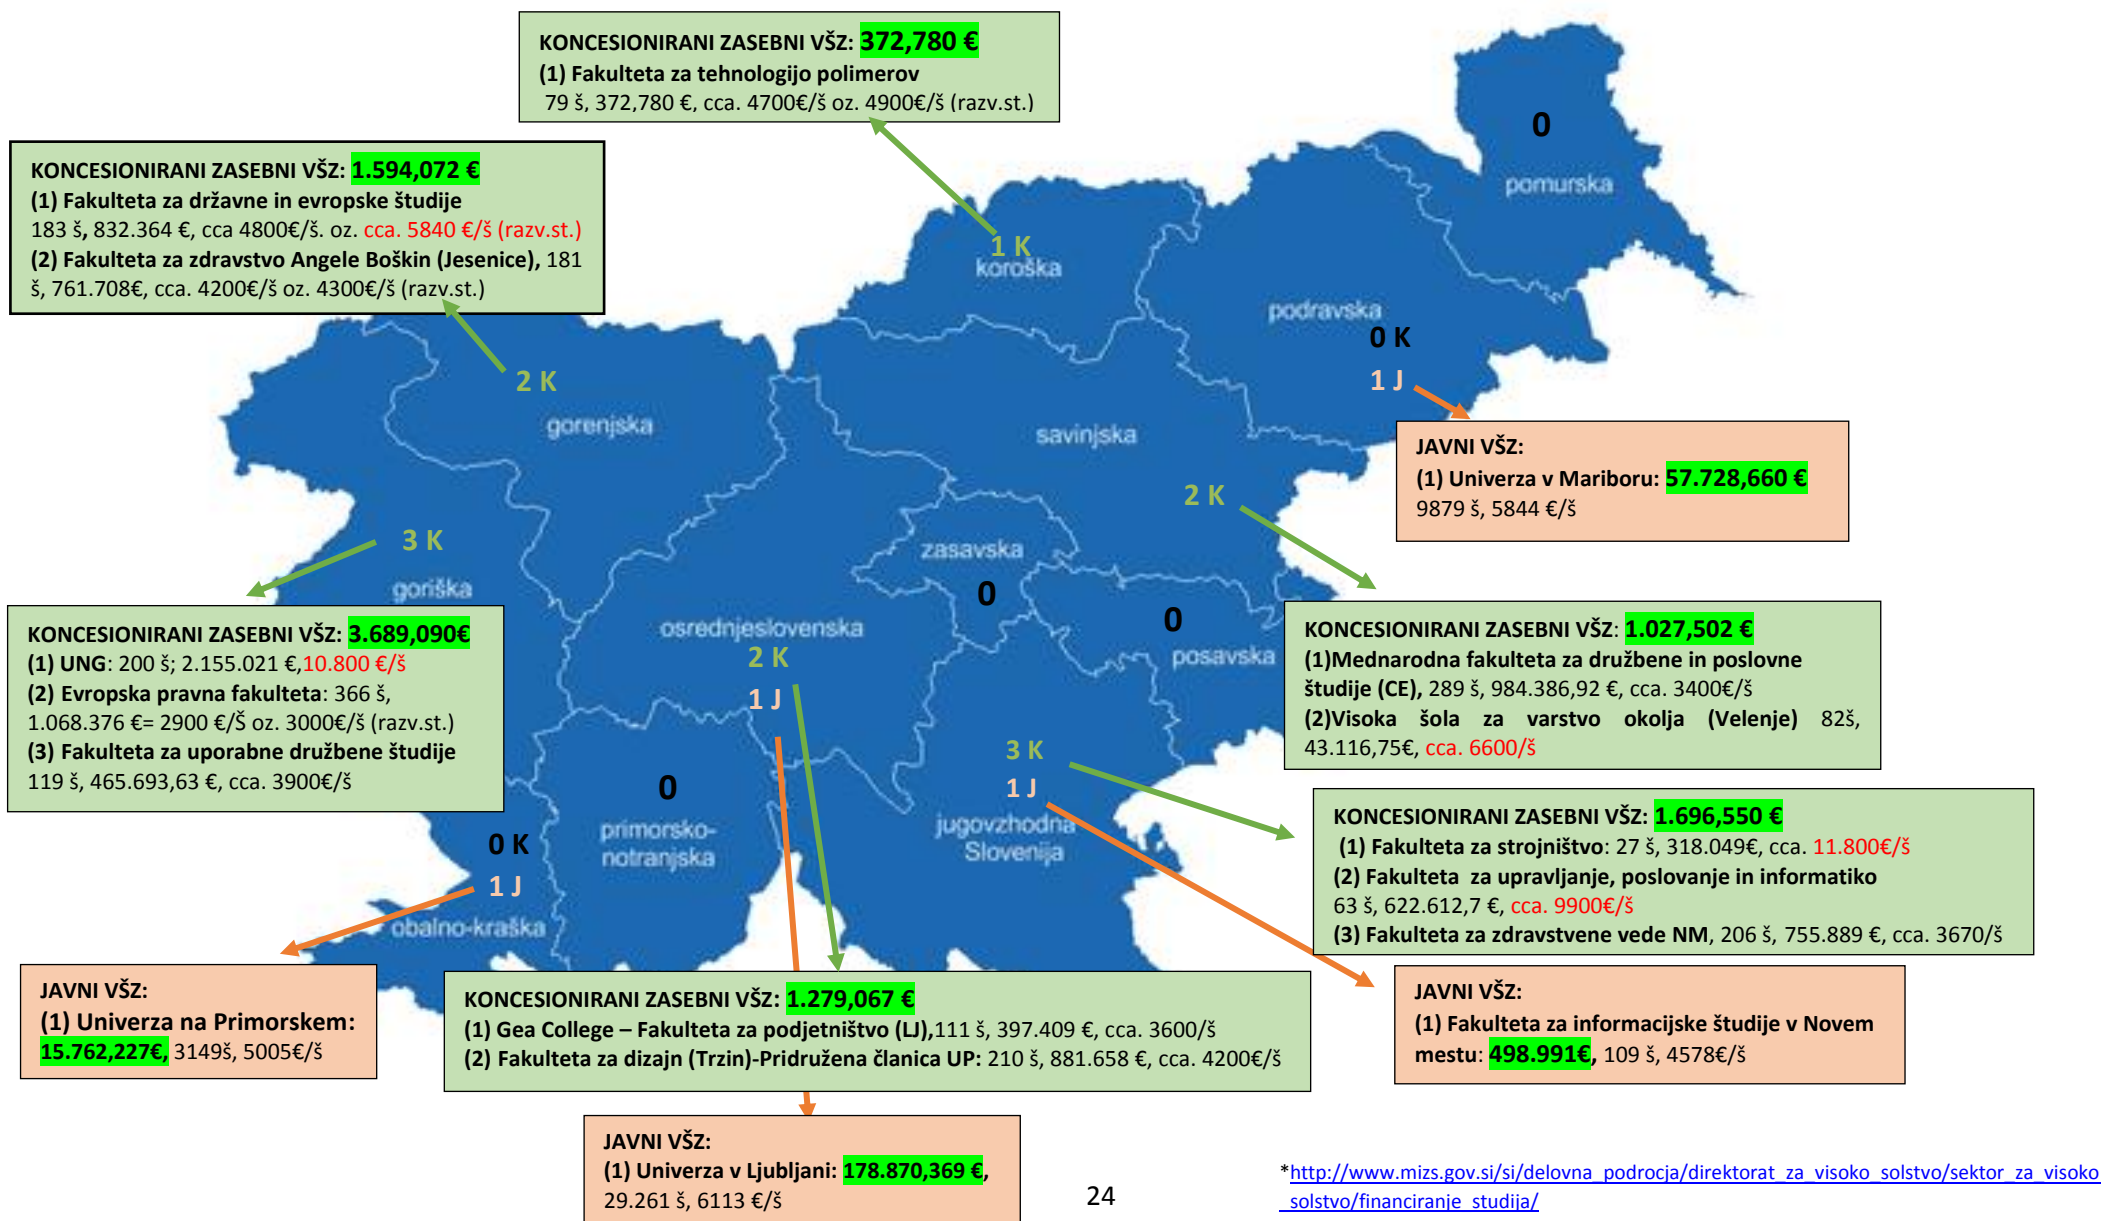 KONCESIONIRANI ZASEBNI VŠZ: 372,780 €
(1) Fakulteta za tehnologijo polimerov
79 š, 372,780 €, cca. 4700€/š oz. 4900€/š (razv.st.)
KONCESIONIRANI ZASEBNI VŠZ: 1.594,072 €
(1) Fakulteta za državne in evropske študije
183 š, 832.364 €, cca 4800€/š. oz. cca. 5840 €/š (razv.st.)
(2) Fakulteta za zdravstvo Angele Boškin (Jesenice), 181
š, 761.708€, cca. 4200€/š oz. 4300€/š (razv.st.)
0
pomurska
1 K
koroška
podravska
0 K
1 J
2 K
gorenjska
savinjska
2 K
JAVNI VŠZ:
(1) Univerza v Mariboru: 57.728,660 €
9879 š, 5844 €/š
3 K
goriška
zasavska
0
0
posavska
osrednjeslovenska
2 K
1 J
KONCESIONIRANI ZASEBNI VŠZ: 3.689,090€
(1) UNG: 200 š; 2.155.021 €,10.800 €/š
(2) Evropska pravna fakulteta: 366 š,
1.068.376 €= 2900 €/Š oz. 3000€/š (razv.st.)
(3) Fakulteta za uporabne družbene študije
119 š, 465.693,63 €, cca. 3900€/š
KONCESIONIRANI ZASEBNI VŠZ: 1.027,502 €
(1)Mednarodna fakulteta za družbene in poslovne
študije (CE), 289 š, 984.386,92 €, cca. 3400€/š
(2)Visoka šola za varstvo okolja (Velenje) 82š,
43.116,75€, cca. 6600/š
0
primorsko-
notranjska
3 K
1 J
jugovzhodna
Slovenija
0 K
1 J
obalno-kraška
KONCESIONIRANI ZASEBNI VŠZ: 1.696,550 €
(1) Fakulteta za strojništvo: 27 š, 318.049€, cca. 11.800€/š
(2) Fakulteta za upravljanje, poslovanje in informatiko
63 š, 622.612,7 €, cca. 9900€/š
(3) Fakulteta za zdravstvene vede NM, 206 š, 755.889 €, cca. 3670/š
JAVNI VŠZ:
(1) Univerza na Primorskem:
15.762,227€, 3149š, 5005€/š
KONCESIONIRANI ZASEBNI VŠZ: 1.279,067 €
(1) Gea College – Fakulteta za podjetništvo (LJ),111 š, 397.409 €, cca. 3600/š
(2) Fakulteta za dizajn (Trzin)-Pridružena članica UP: 210 š, 881.658 €, cca. 4200€/š
JAVNI VŠZ:
(1) Fakulteta za informacijske študije v Novem
mestu: 498.991€, 109 š, 4578€/š
JAVNI VŠZ:
(1) Univerza v Ljubljani: 178.870,369 €,
29.261 š, 6113 €/š
24
*http://www.mizs.gov.si/si/delovna_podrocja/direktorat_za_visoko_solstvo/sektor_za_visoko
_solstvo/financiranje_studija/